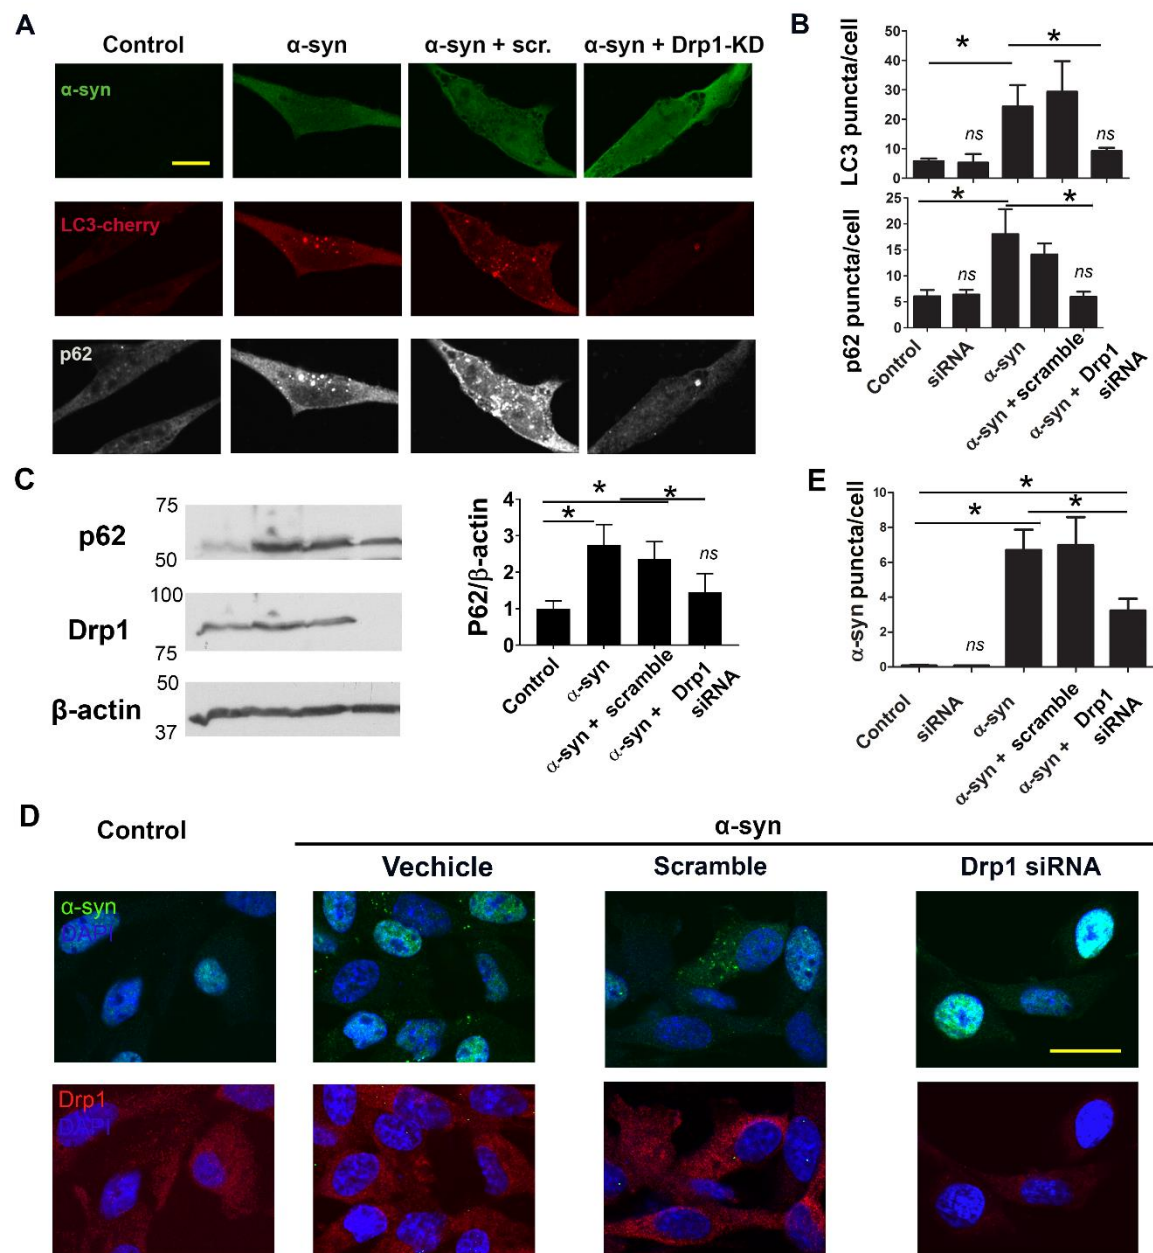 A
Control
α-syn
α-syn + scr.
α-syn + Drp1-KD
α-syn
LC3-cherry
p62
B
LC3 puncta/cell
50
40
30
20
10
0
*
*
ns
ns
p62 puncta/cell
25
20
15
10
5
0
*
*
ns
ns
Control
siRNA
α-syn
α-syn + scramble
α-syn + Drp1
siRNA
C
p62
75
50
Drp1
100
75
β-actin
50
37
P62/β-actin
4
3
2
1
0
*
*
*
ns
Control
α-syn
α-syn + scramble
α-syn + Drp1
siRNA
E
α-syn puncta/cell
10
8
6
4
2
0
*
*
*
ns
Control
siRNA
α-syn
α-syn + scramble
α-syn + Drp1
siRNA
D
Control
α-syn
Vechicle
Scramble
Drp1 siRNA
α-syn
DAPI
Drp1
DAPI